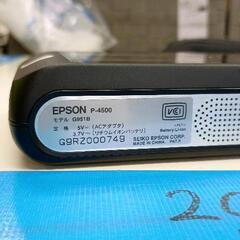 EPSON P-4500
モデル G951B
定 格 5V⎓(ACアダプタ)
3.7V⎓(リチウムイオンバッテリ)
G9RZ000749
VCCI
Battery:Li-ion
SEIKO EPSON CORP.
MADE IN CHINA